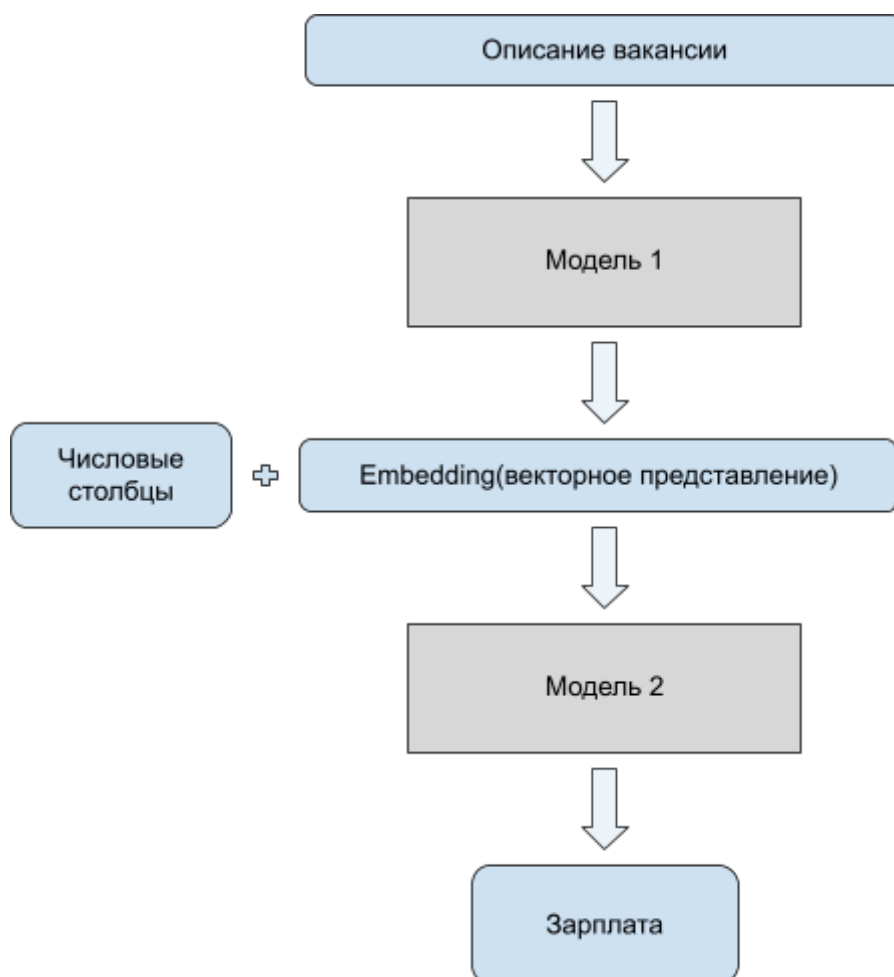 Описание вакансии
Модель 1
Числовые
столбцы
Embedding(векторное представление)
Модель 2
Зарплата